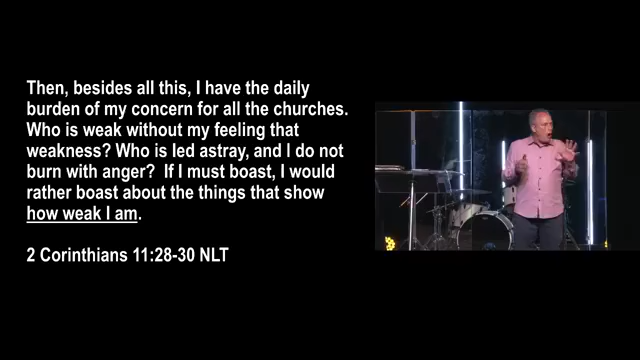 Then, besides all this, I have the daily
burden of my concern for all the churches.
Who is weak without my feeling that
weakness? Who is led astray, and I do not
burn with anger? If I must boast, I would
rather boast about the things that show
how weak I am.
2 Corinthians 11:28-30 NLT